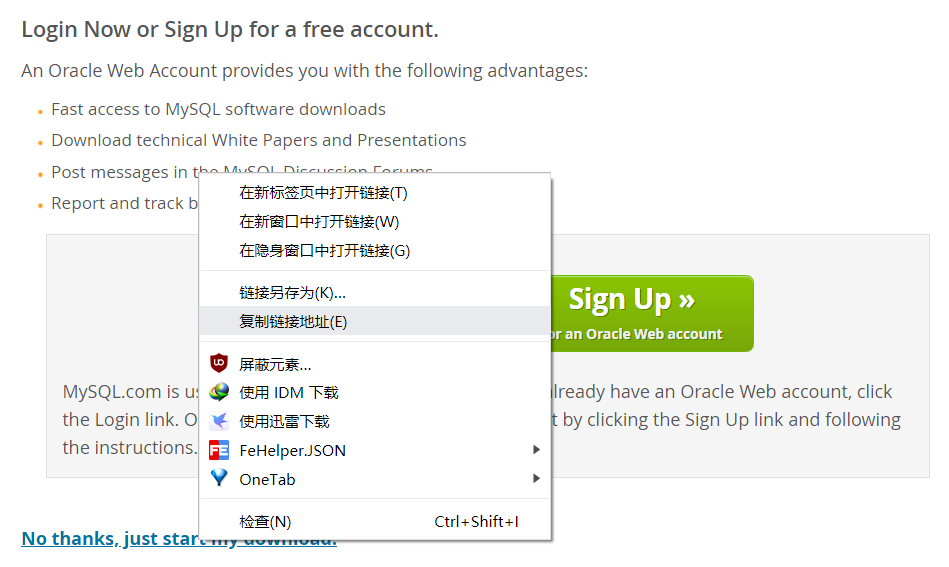 Login Now or Sign Up for a free account.
An Oracle Web Account provides you with the following advantages:
Fast access to MySQL software downloads
Download technical White Papers and Presentations
Post messages in the MySQL Discussion Forums
Report and track b
在新标签页中打开链接(T)
在新窗口中打开链接(W)
在隐身窗口中打开链接(G)
链接另存为(K)...
复制链接地址(E)
屏蔽元素...
使用 IDM 下载
使用迅雷下载
FeHelper.JSON
OneTab
检查(N) Ctrl+Shift+I
Sign Up »
or an Oracle Web account
MySQL.com is us lready have an Oracle Web account, click
the Login link. O t by clicking the Sign Up link and following
the instructions.
No thanks, just start my download.